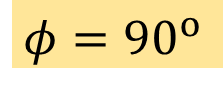 𝜙 = 90º